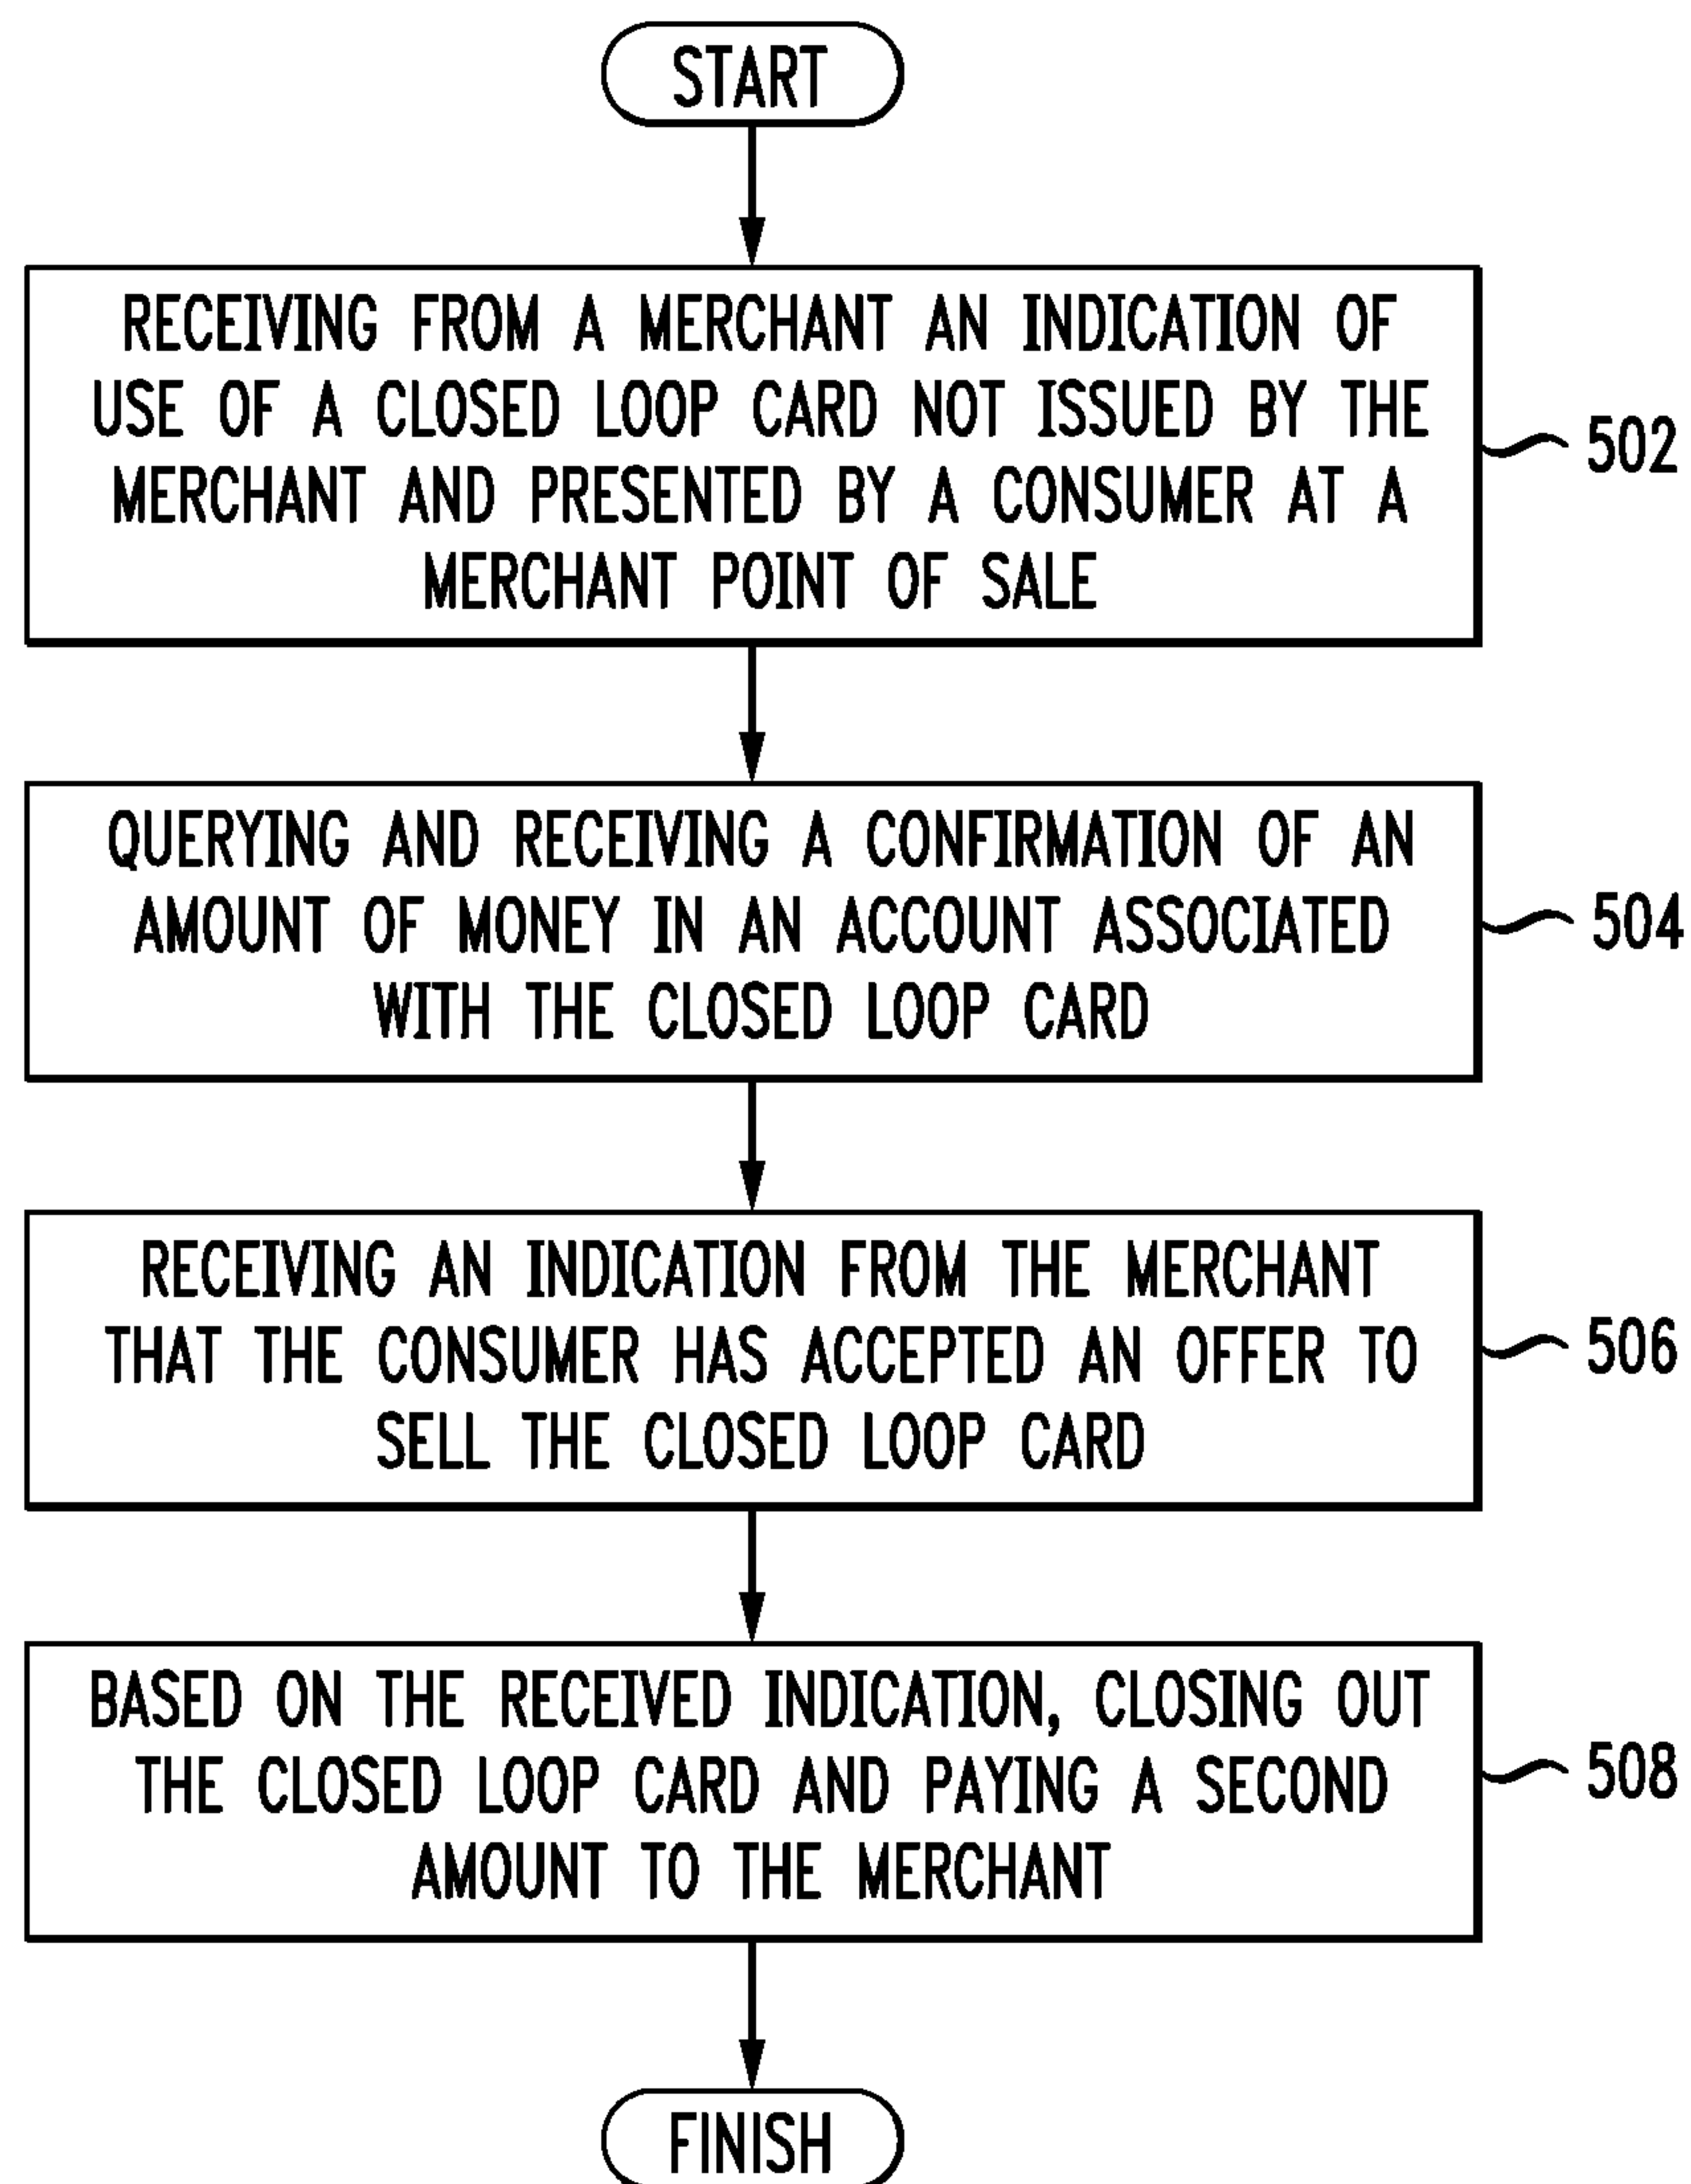 START
RECEIVING FROM A MERCHANT AN INDICATION OF
USE OF A CLOSED LOOP CARD NOT ISSUED BY THE
MERCHANT AND PRESENTED BY A CONSUMER AT A
MERCHANT POINT OF SALE
502
QUERYING AND RECEIVING A CONFIRMATION OF AN
AMOUNT OF MONEY IN AN ACCOUNT ASSOCIATED
WITH THE CLOSED LOOP CARD
504
RECEIVING AN INDICATION FROM THE MERCHANT
THAT THE CONSUMER HAS ACCEPTED AN OFFER TO
SELL THE CLOSED LOOP CARD
506
BASED ON THE RECEIVED INDICATION, CLOSING OUT
THE CLOSED LOOP CARD AND PAYING A SECOND
AMOUNT TO THE MERCHANT
508
FINISH